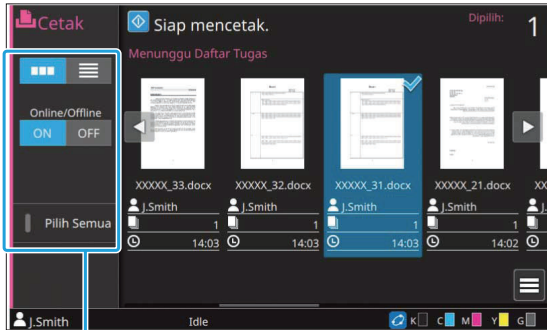 Cetak
Siap mencetak.
Dipilih:
1
Menunggu Daftar Tugas
Online/Offline
ON OFF
Pilih Semua
XXXXX_33.docx XXXXX_32.docx XXXXX_31.docx XXXXX_21.docx XX
J.Smith J.Smith J.Smith J.Smith
1 1 1 1
14:03 14:03 14:03 14:02
J.Smith Idle K C M Y G